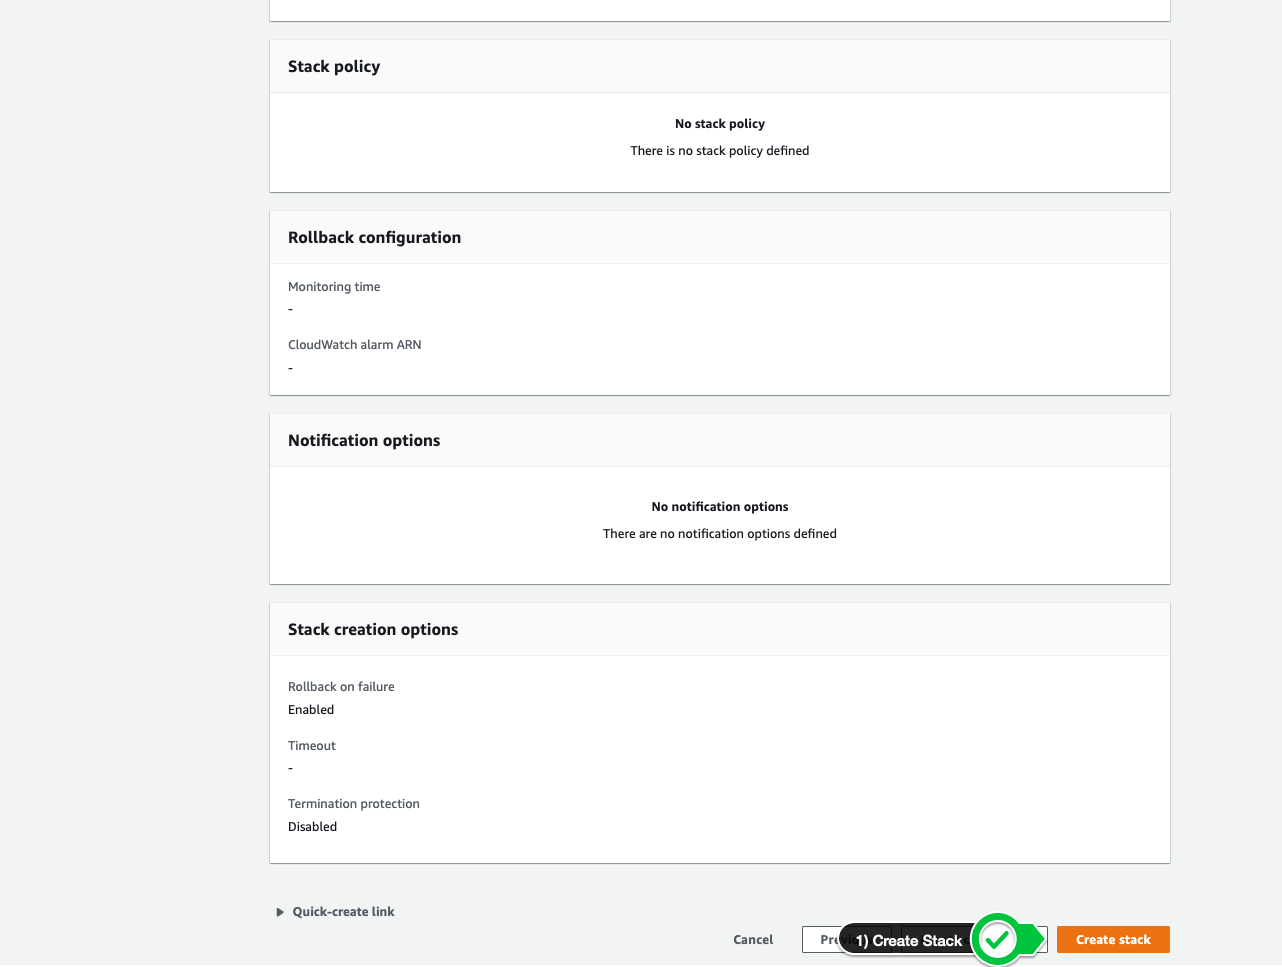 Stack policy
No stack policy
There is no stack policy defined
Rollback configuration
Monitoring time
-
CloudWatch alarm ARN
-
Notification options
No notification options
There are no notification options defined
Stack creation options
Rollback on failure
Enabled
Timeout
-
Termination protection
Disabled
Quick-create link
Cancel
1) Create Stack
Create stack